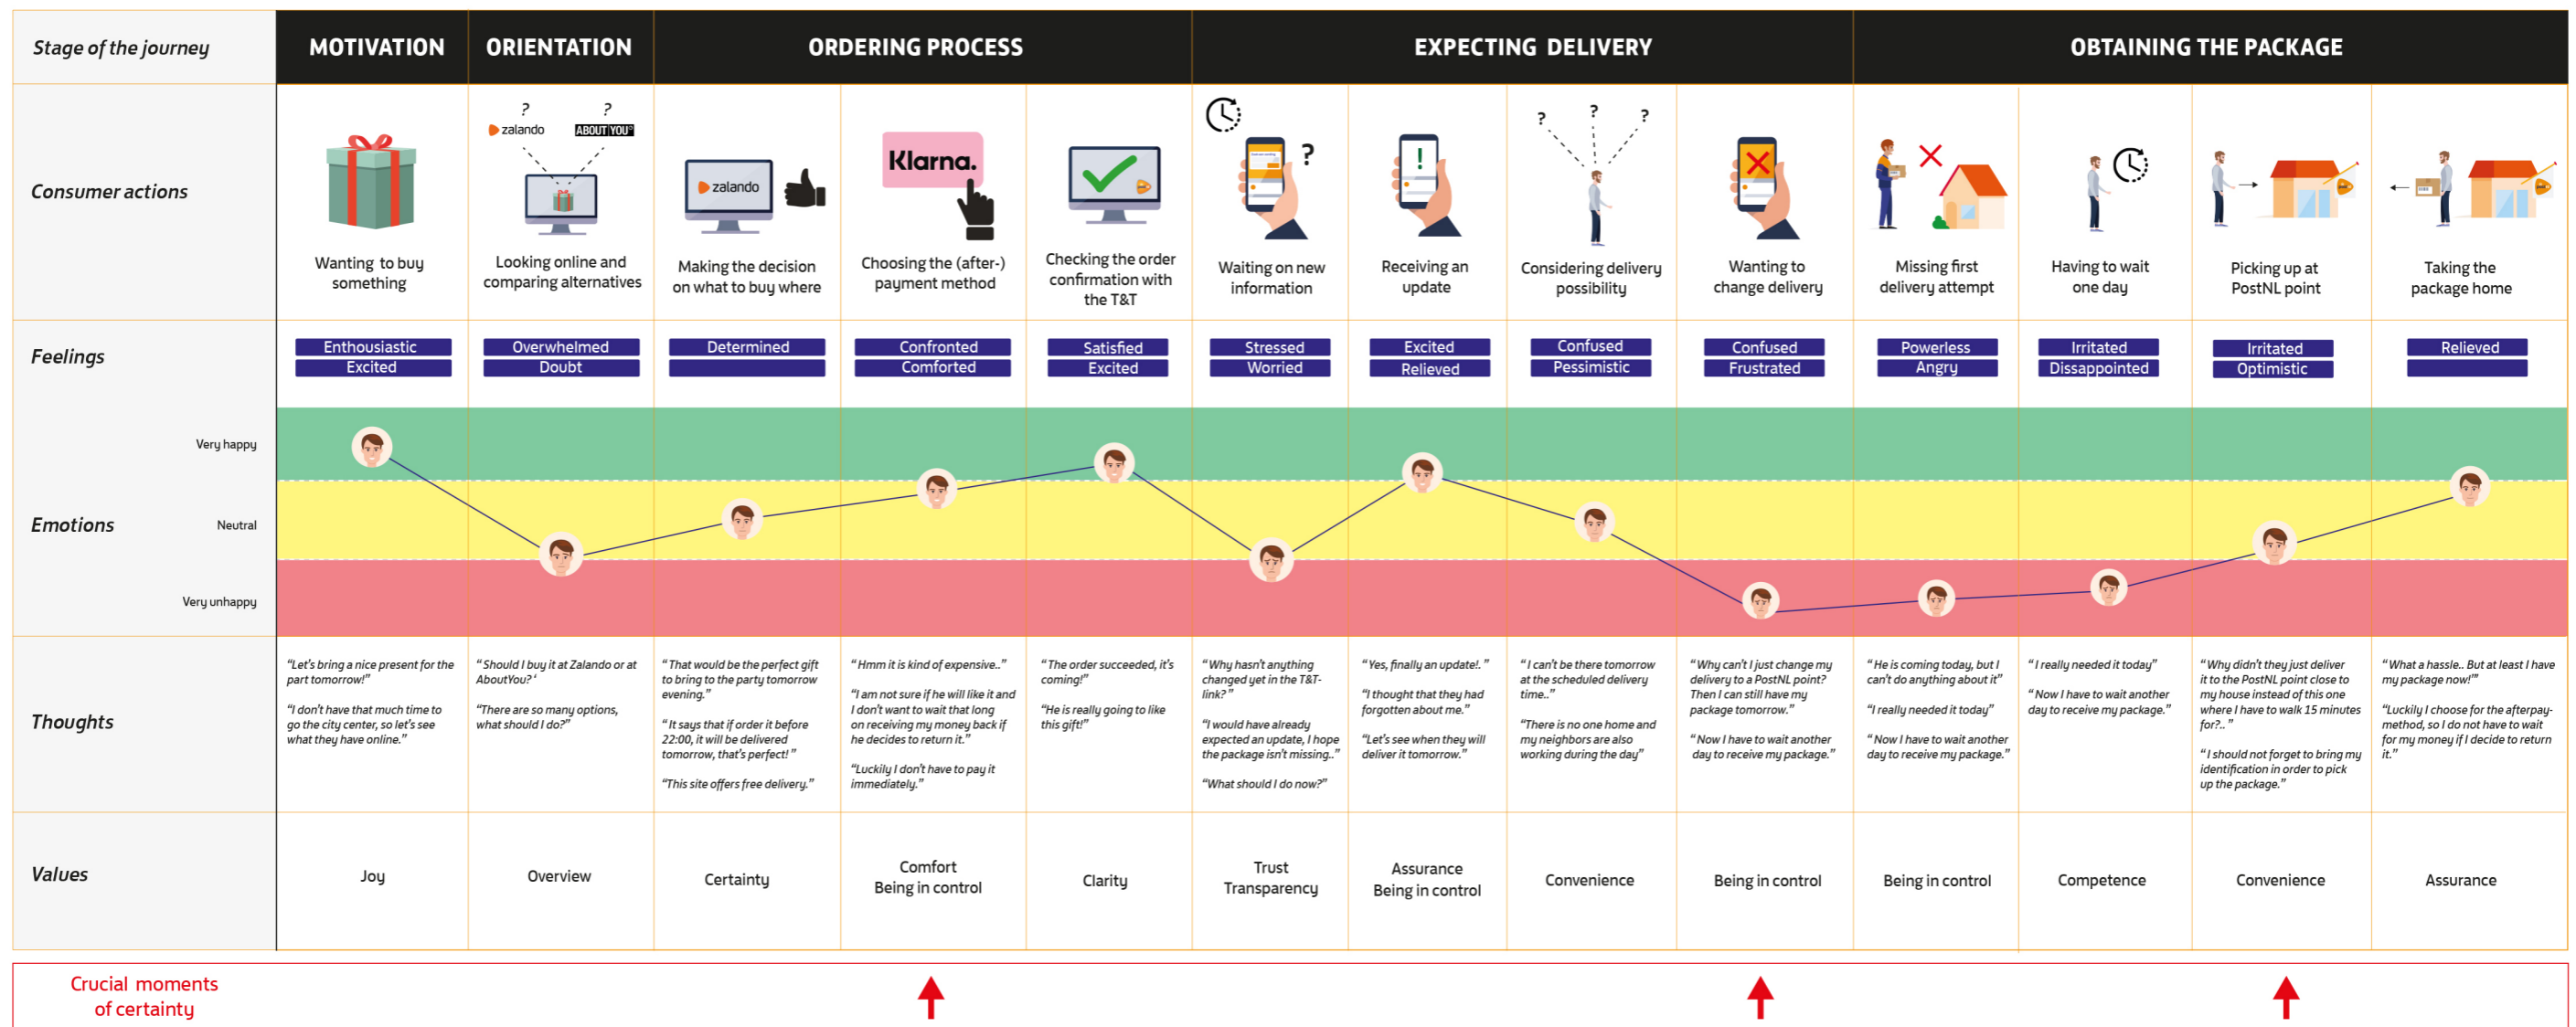 Stage of the journey
MOTIVATION
ORIENTATION
ORDERING PROCESS
EXPECTING DELIVERY
OBTAINING THE PACKAGE
Consumer actions
?
?
zalando
ABOUT YOU°
zalando
Klarna.
?
!
?
?
?
Wanting to buy
something
Looking online and
comparing alternatives
Making the decision
on what to buy where
Choosing the (after-)
payment method
Checking the order
confirmation with
the T&T
Waiting on new
information
Receiving an
update
Considering delivery
possibility
Wanting to
change delivery
Missing first
delivery attempt
Having to wait
one day
Picking up at
PostNL point
Taking the
package home
Feelings
Enthousiastic
Excited
Overwhelmed
Doubt
Determined
Confronted
Comforted
Satisfied
Excited
Stressed
Worried
Excited
Relieved
Confused
Pessimistic
Confused
Frustrated
Powerless
Angry
Irritated
Dissappointed
Irritated
Optimistic
Relieved
Emotions
Very happy
Neutral
Very unhappy
Thoughts
“Let's bring a nice present for the
part tomorrow!”
“I don't have that much time to
go the city center, so let's see
what they have online.”
“Should I buy it at Zalando or at
AboutYou? ‘
“There are so many options,
what should I do?”
“That would be the perfect gift
to bring to the party tomorrow
evening.”
“It says that if order it before
22:00, it will be delivered
tomorrow, that's perfect! ”
“This site offers free delivery.”
“Hmm it is kind of expensive..”
“I am not sure if he will like it and
I don't want to wait that long
on receiving my money back if
he decides to return it.”
“Luckily I don't have to pay it
immediately.”
“The order succeeded, it's
coming!”
“He is really going to like
this gift!”
“Why hasn't anything
changed yet in the T&T-
link? ”
“I would have already
expected an update, I hope
the package isn't missing..”
“What should I do now?”
“Yes, finally an update!. ”
“I thought that they had
forgotten about me.”
“Let's see when they will
deliver it tomorrow.”
“I can't be there tomorrow
at the scheduled delivery
time..”
“There is no one home and
my neighbors are also
working during the day”
“Why can't I just change my
delivery to a PostNL point?
Then I can still have my
package tomorrow.”
“Now I have to wait another
day to receive my package.”
“He is coming today, but I
can't do anything about it”
“I really needed it today”
“Now I have to wait another
day to receive my package.”
“I really needed it today”
“Now I have to wait another
day to receive my package.”
“Why didn't they just deliver
it to the PostNL point close to
my house instead of this one
where I have to walk 15 minutes
for?.. ”
“I should not forget to bring my
identification in order to pick
up the package.”
“What a hassle.. But at least I have
my package now!”’
“Luckily I choose for the afterpay-
method, so I do not have to wait
for my money if I decide to return
it.”
Values
Joy
Overview
Certainty
Comfort
Being in control
Clarity
Trust
Transparency
Assurance
Being in control
Convenience
Being in control
Being in control
Competence
Convenience
Assurance
Crucial moments
of certainty